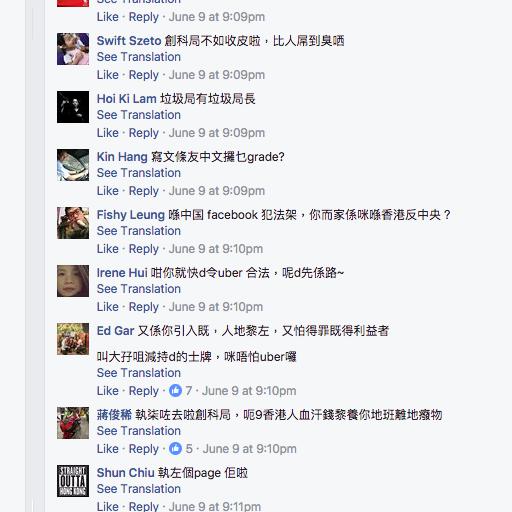 Like · Reply · June 9 at 9:09pm
Swift Szeto 創科局不如收皮啦，比人屌到臭哂
See Translation
Like · Reply · June 9 at 9:09pm
Hoi Ki Lam 垃圾局有垃圾局長
See Translation
Like · Reply · June 9 at 9:09pm
Kin Hang 寫文條友中文攞乜grade?
See Translation
Like · Reply · June 9 at 9:09pm
Fishy Leung 喺中国 facebook 犯法架，你而家係咪喺香港反中央？
See Translation
Like · Reply · June 9 at 9:10pm
Irene Hui 咁你就快d令uber 合法，呢d先係路~
See Translation
Like · Reply · June 9 at 9:10pm
Ed Gar 又係你引入既，人地黎左，又怕得罪既得利益者
叫大孖咀減持d的士牌，咪唔怕uber囉
See Translation
Like · Reply · 7 · June 9 at 9:10pm
蔣俊稀 執柒咗去啦創科局，呃9香港人血汗錢黎養你地班離地癈物
See Translation
Like · Reply · 5 · June 9 at 9:10pm
STRAIGHT
OUTTA
HONG KONG
Shun Chiu 執左個page 佢啦
See Translation
Like · Reply · June 9 at 9:11pm